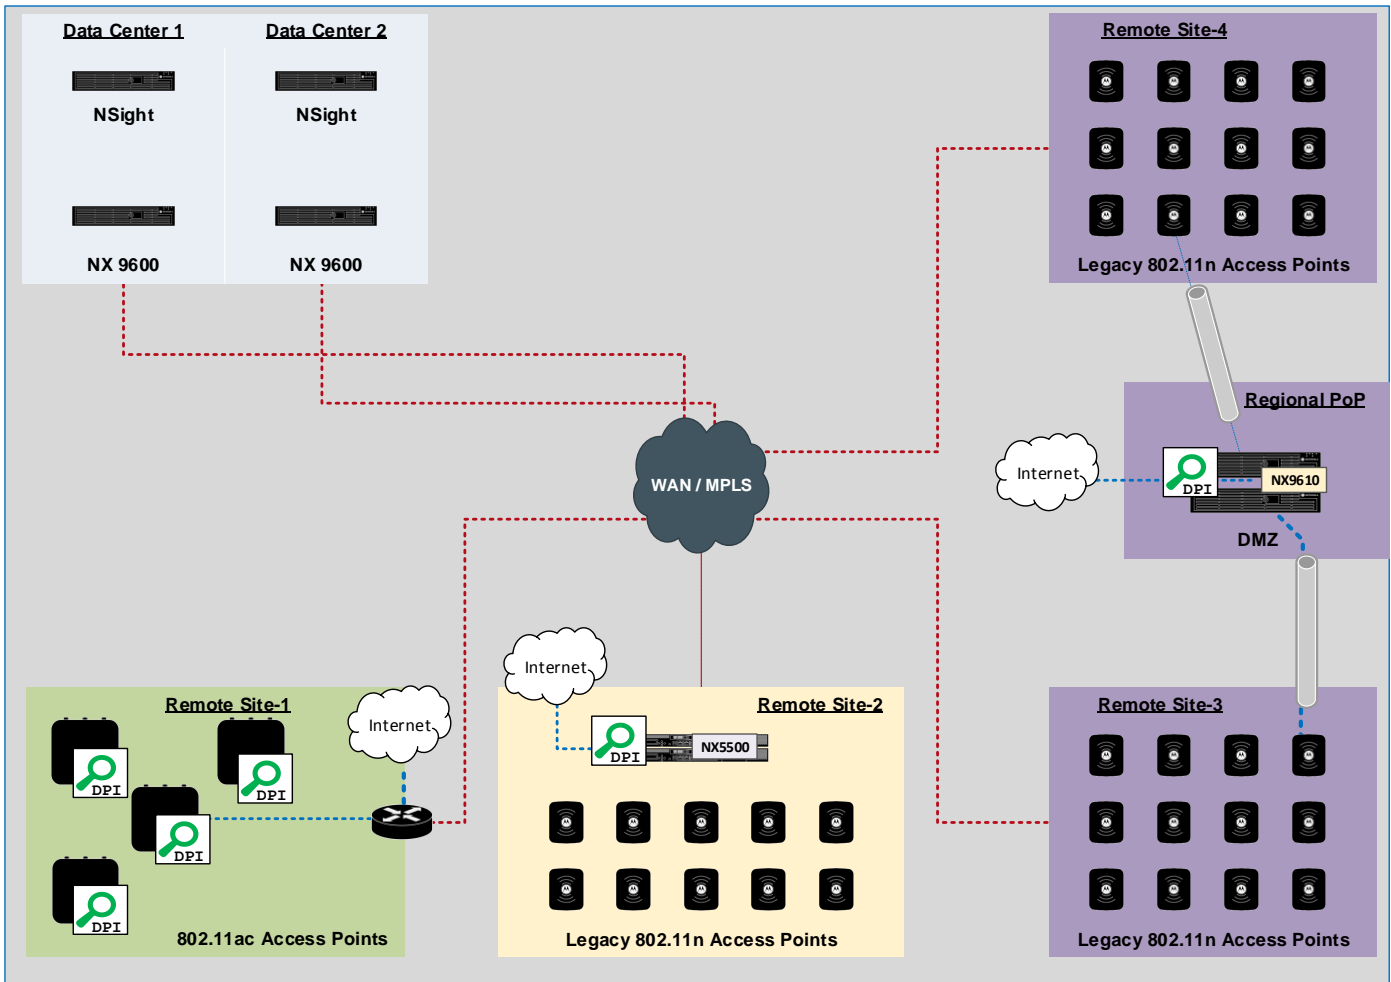 Data Center 1
Data Center 2
NSight
NSight
NX 9600
NX 9600
Remote Site-4
Legacy 802.11n Access Points
Regional PoP
Internet
DPI
NX9610
DMZ
WAN / MPLS
Remote Site-1
Internet
DPI
DPI
DPI
DPI
802.11ac Access Points
Internet
Remote Site-2
DPI
NX5500
Legacy 802.11n Access Points
Remote Site-3
Legacy 802.11n Access Points